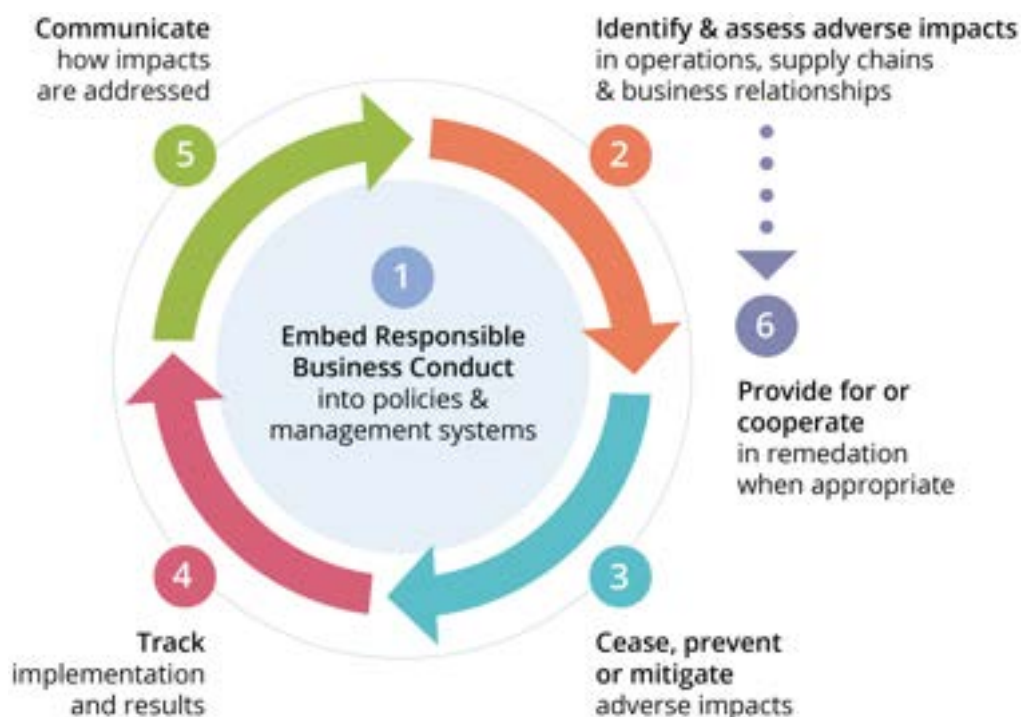 Communicate
how impacts
are addressed
5
Identify & assess adverse impacts
in operations, supply chains
& business relationships
2
1
Embed Responsible
Business Conduct
into policies &
management systems
6
Provide for or
cooperate
in remedation
when appropriate
4
Track
implementation
and results
3
Cease, prevent
or mitigate
adverse impacts